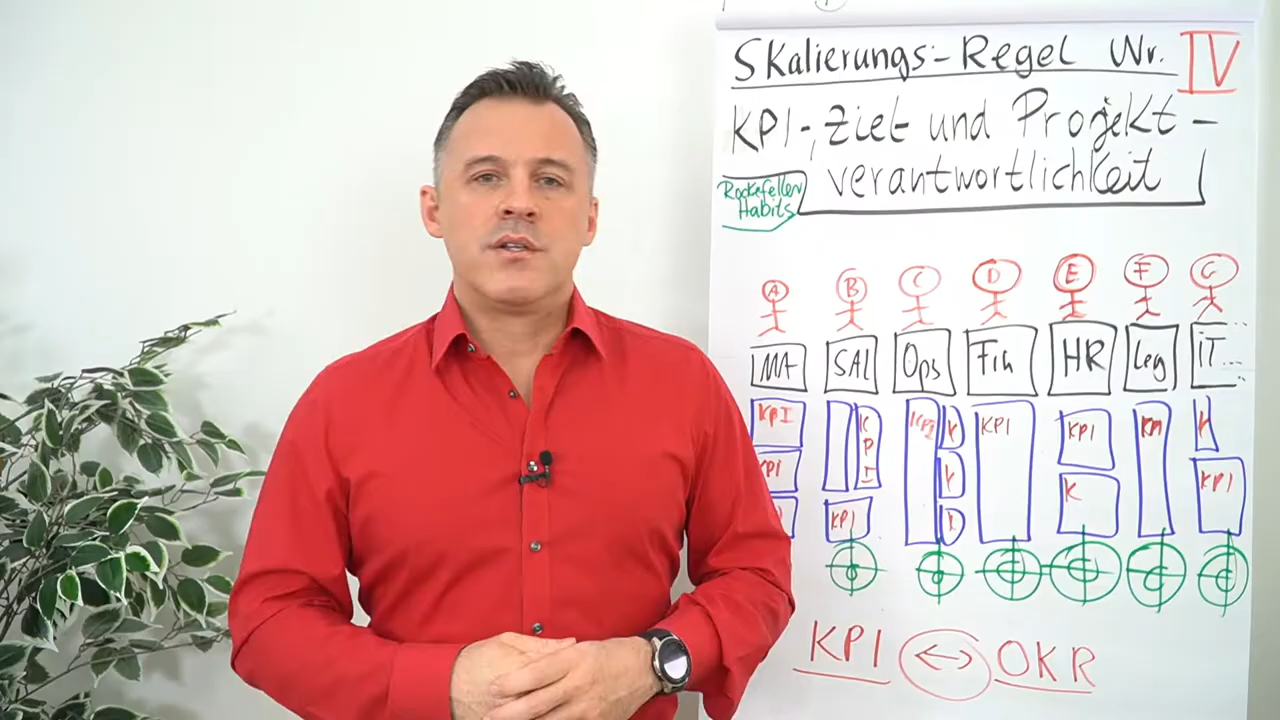 SKalierungs-Regel Nr. IV
KPI-, Ziel- und Projekt-
verantwortlichkeit
Rockefeller
Habits
A B C D E F G
MA SAL Ops Fin HR Leg IT...
KPI K P I KPI K KPI KPI KPI K
KPI K K KPI
KPI K
KPI ↔ OKR